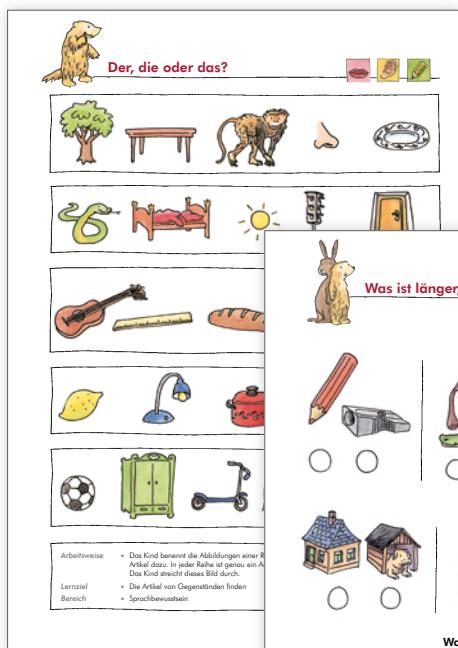 Der, die oder das?
Was ist länger,
Arbeitsweise • Das Kind benennt die Abbildungen einer
Artikel dazu. In jeder Reihe ist genau ein
Das Kind streicht dieses Bild durch.
Lernziel • Die Artikel von Gegenständen finden
Bereich • Sprachbewusstsein